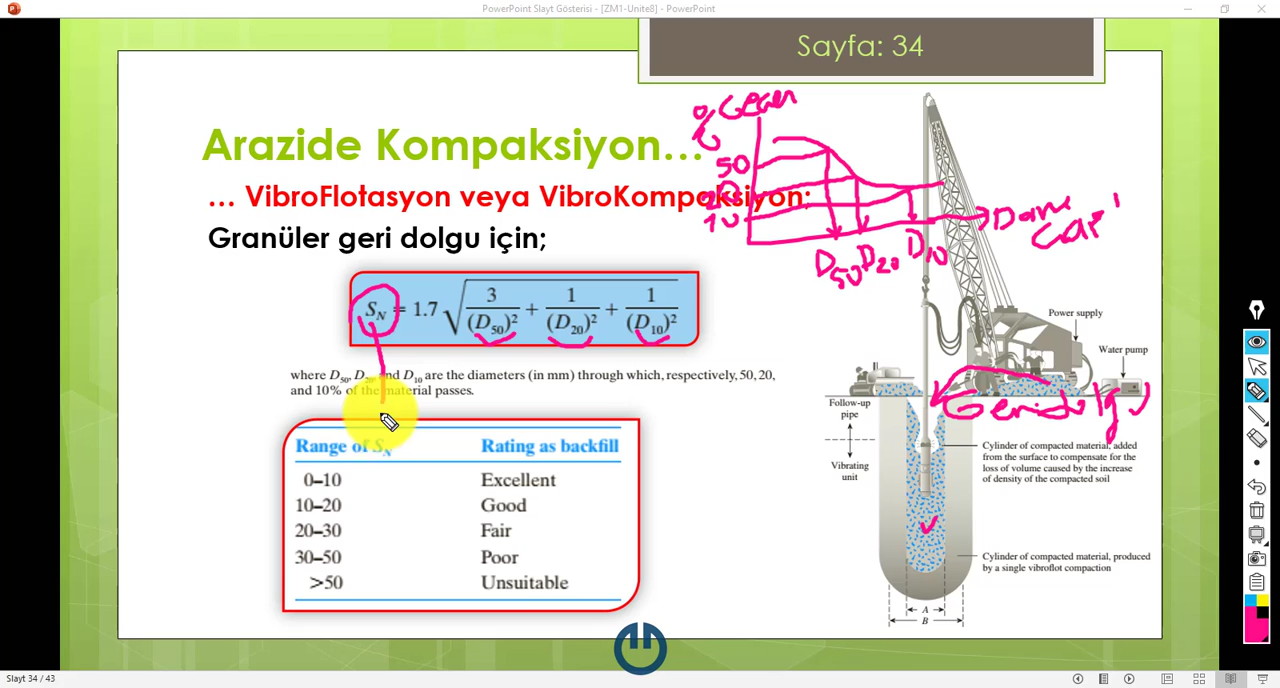 PowerPoint Slayt Gösterisi - [ZM1-Unite8] - PowerPoint
Sayfa: 34
Arazide Kompaksiyon…
… VibroFlotasyon veya VibroKompaksiyon;
Granüler geri dolgu için;
% Geçen
50
20
10
Dane
Çapı
D50 D20 D10
S_N = 1.7 √(3/(D_50)^2 + 1/(D_20)^2 + 1/(D_10)^2)
where D50, D20, and D10 are the diameters (in mm) through which, respectively, 50, 20,
and 10% of the material passes.
Range of S_N Rating as backfill
0–10 Excellent
10–20 Good
20–30 Fair
30–50 Poor
>50 Unsuitable
Power supply
Water pump
Geri dolgu
Follow-up
pipe
Vibrating
unit
Cylinder of compacted material, added
from the surface to compensate for the
loss of volume caused by the increase
of density of the compacted soil
Cylinder of compacted material, produced
by a single vibroflot compaction
A
B
Slayt 34 / 43